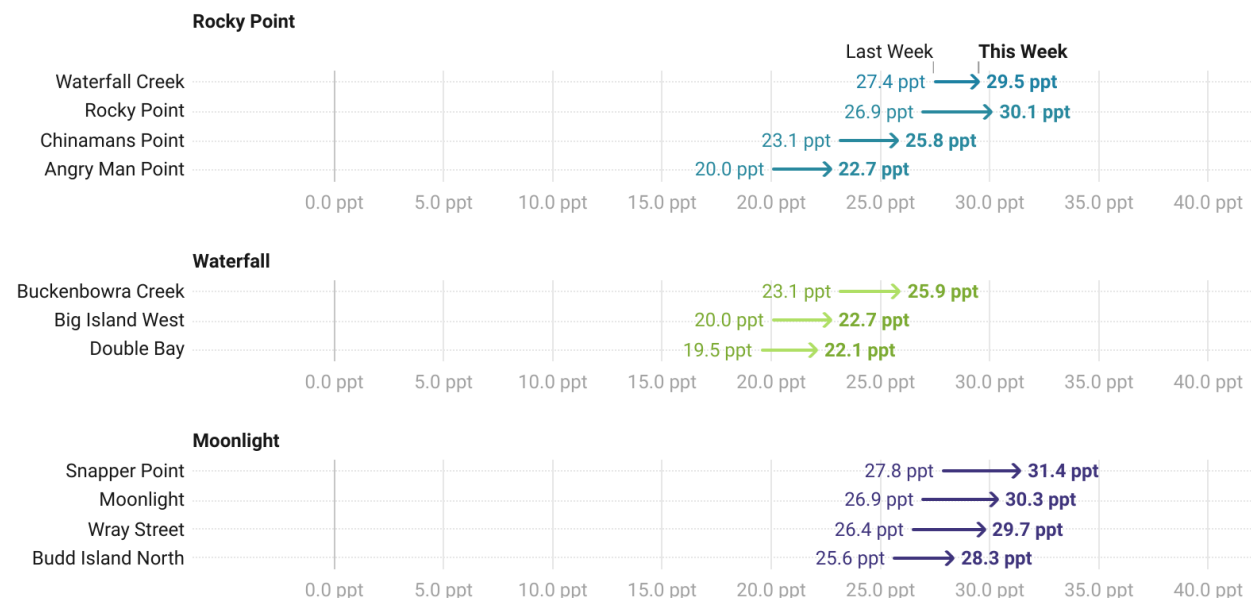 Rocky Point
Last Week This Week
Waterfall Creek 27.4 ppt 29.5 ppt
Rocky Point 26.9 ppt 30.1 ppt
Chinamans Point 23.1 ppt 25.8 ppt
Angry Man Point 20.0 ppt 22.7 ppt
0.0 ppt 5.0 ppt 10.0 ppt 15.0 ppt 20.0 ppt 25.0 ppt 30.0 ppt 35.0 ppt 40.0 ppt
Waterfall
Buckenbowra Creek 23.1 ppt 25.9 ppt
Big Island West 20.0 ppt 22.7 ppt
Double Bay 19.5 ppt 22.1 ppt
0.0 ppt 5.0 ppt 10.0 ppt 15.0 ppt 20.0 ppt 25.0 ppt 30.0 ppt 35.0 ppt 40.0 ppt
Moonlight
Snapper Point 27.8 ppt 31.4 ppt
Moonlight 26.9 ppt 30.3 ppt
Wray Street 26.4 ppt 29.7 ppt
Budd Island North 25.6 ppt 28.3 ppt
0.0 ppt 5.0 ppt 10.0 ppt 15.0 ppt 20.0 ppt 25.0 ppt 30.0 ppt 35.0 ppt 40.0 ppt